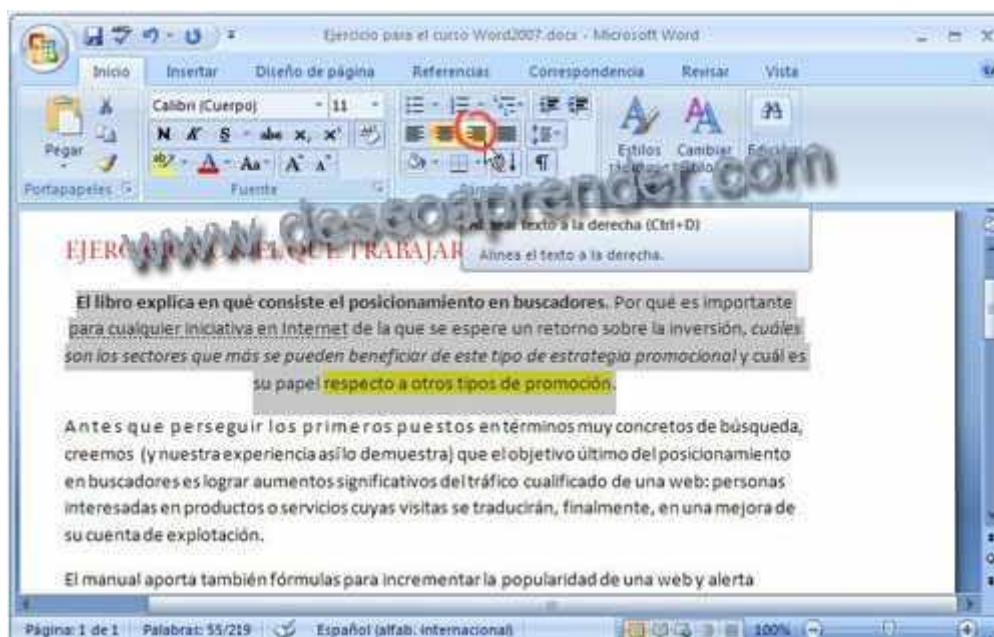 Ejercicio para el curso Word2007.docx - Microsoft Word
Inicio Insertar Diseño de página Referencias Correspondencia Revisar Vista
Calibri (Cuerpo) 11
N K S abe x, x'
Pegar
Aa A A
Estilos Cambiar
Portapapeles Fuente
www.deseoaprender.com
texto a la derecha (Ctrl+D)
Alinea el texto a la derecha.
QUE TRABAJAR
El libro explica en qué consiste el posicionamiento en buscadores. Por qué es importante
para cualquier iniciativa en Internet de la que se espere un retorno sobre la inversión, cuáles
son los sectores que más se pueden beneficiar de este tipo de estrategia promocional y cuál es
su papel respecto a otros tipos de promoción.
Antes que perseguir los primeros puestos en términos muy concretos de búsqueda,
creemos (y nuestra experiencia así lo demuestra) que el objetivo último del posicionamiento
en buscadores es lograr aumentos significativos del tráfico cualificado de una web: personas
interesadas en productos o servicios cuyas visitas se traducirán, finalmente, en una mejora de
su cuenta de explotación.
El manual aporta también fórmulas para incrementar la popularidad de una web y alerta
Página: 1 de 1 Palabras: 55/219 Español (alfab. internacional) 100%